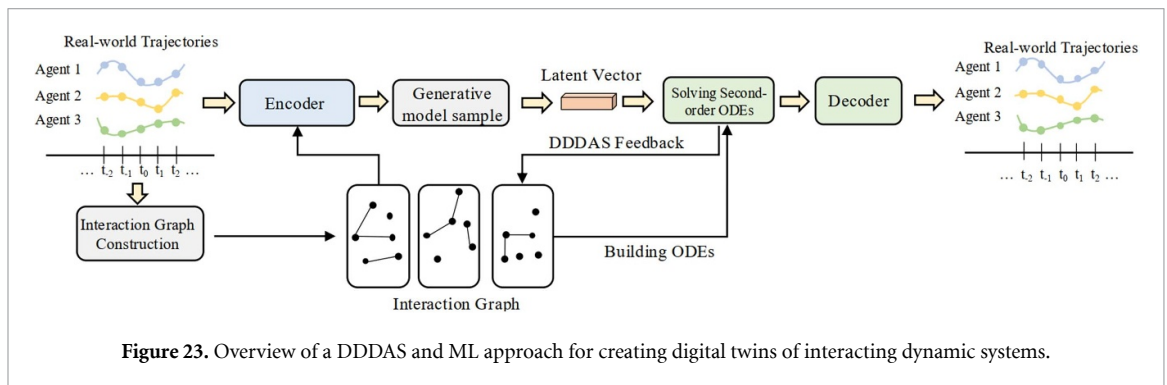 Real-world Trajectories
Agent 1
Agent 2
Agent 3
... t-2 t-1 t0 t1 t2 ...
Interaction Graph
Construction
Encoder
Generative
model sample
Latent Vector
Solving Second-
order ODEs
Decoder
DDDAS Feedback
Building ODEs
Interaction Graph
Real-world Trajectories
Agent 1
Agent 2
Agent 3
... t-2 t-1 t0 t1 t2 ...
Figure 23. Overview of a DDDAS and ML approach for creating digital twins of interacting dynamic systems.